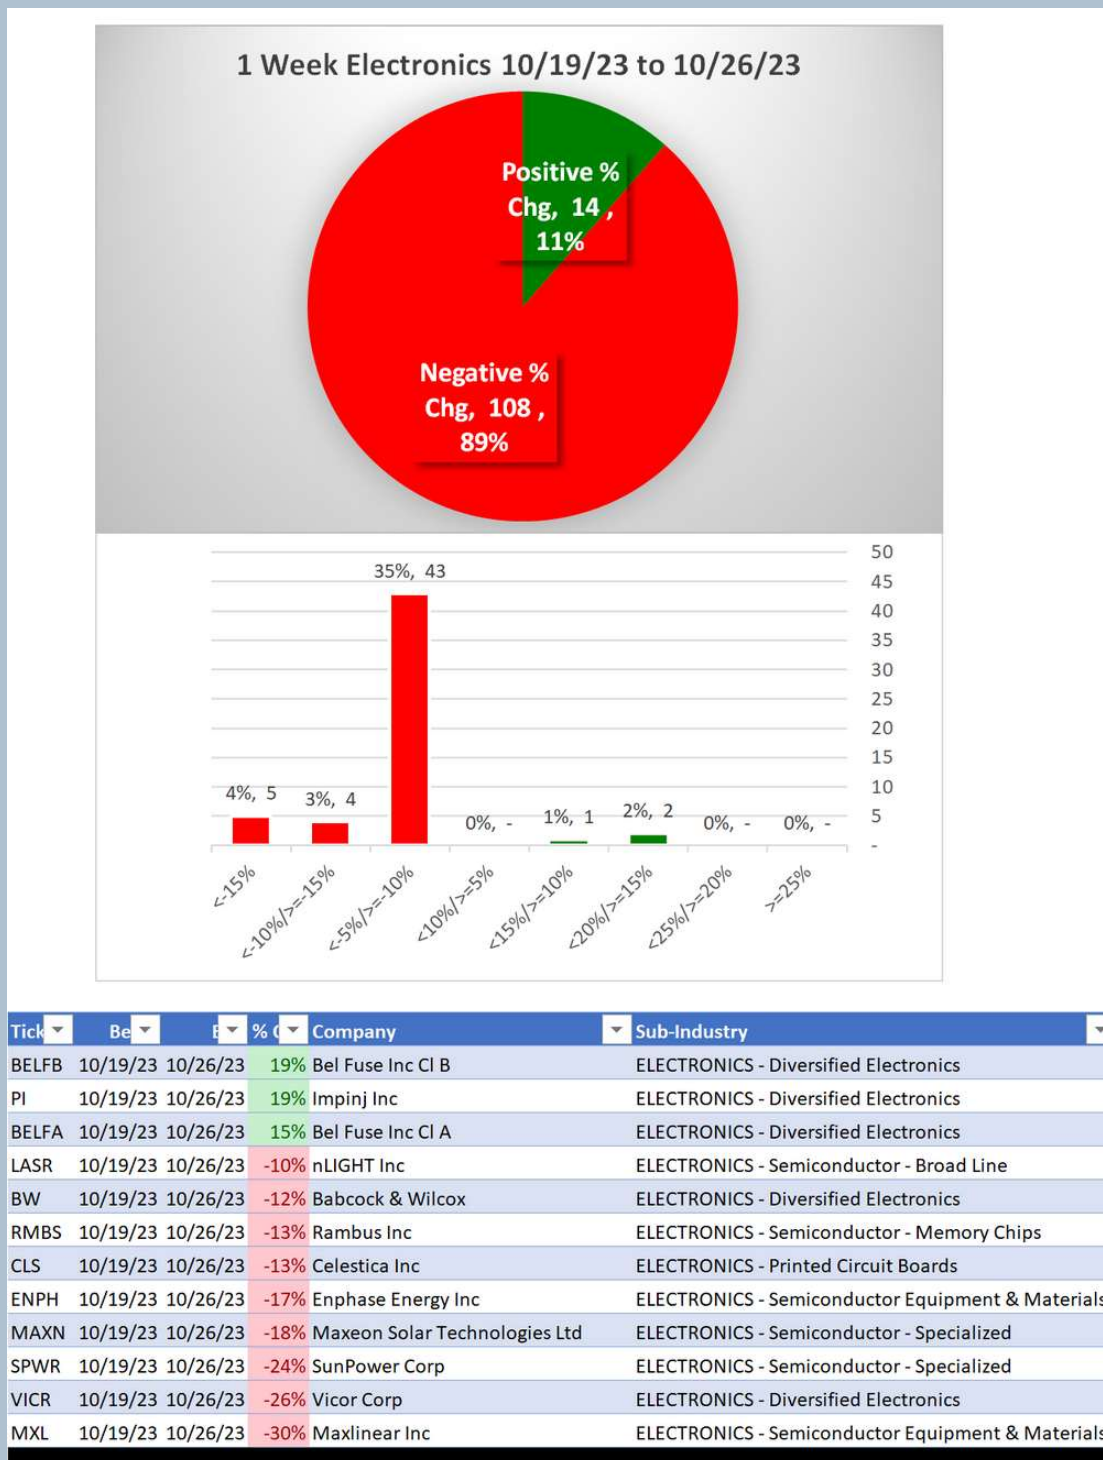 1 Week Electronics 10/19/23 to 10/26/23
Positive %
Chg, 14 ,
11%
Negative %
Chg, 108 ,
89%
50
45
40
35
30
25
20
15
10
5
-
35%, 43
4%, 5
3%, 4
0%, -
1%, 1
2%, 2
0%, -
0%, -
<-15%
<-10%/>=-15%
<-5%/>=-10%
<10%/>=5%
<15%/>=10%
<20%/>=15%
<25%/>=20%
>=25%
Tick Be E % C Company Sub-Industry
BELFB 10/19/23 10/26/23 19% Bel Fuse Inc Cl B ELECTRONICS - Diversified Electronics
PI 10/19/23 10/26/23 19% Impinj Inc ELECTRONICS - Diversified Electronics
BELFA 10/19/23 10/26/23 15% Bel Fuse Inc Cl A ELECTRONICS - Diversified Electronics
LASR 10/19/23 10/26/23 -10% nLIGHT Inc ELECTRONICS - Semiconductor - Broad Line
BW 10/19/23 10/26/23 -12% Babcock & Wilcox ELECTRONICS - Diversified Electronics
RMBS 10/19/23 10/26/23 -13% Rambus Inc ELECTRONICS - Semiconductor - Memory Chips
CLS 10/19/23 10/26/23 -13% Celestica Inc ELECTRONICS - Printed Circuit Boards
ENPH 10/19/23 10/26/23 -17% Enphase Energy Inc ELECTRONICS - Semiconductor Equipment & Materials
MAXN 10/19/23 10/26/23 -18% Maxeon Solar Technologies Ltd ELECTRONICS - Semiconductor - Specialized
SPWR 10/19/23 10/26/23 -24% SunPower Corp ELECTRONICS - Semiconductor - Specialized
VICR 10/19/23 10/26/23 -26% Vicor Corp ELECTRONICS - Diversified Electronics
MXL 10/19/23 10/26/23 -30% Maxlinear Inc ELECTRONICS - Semiconductor Equipment & Materials